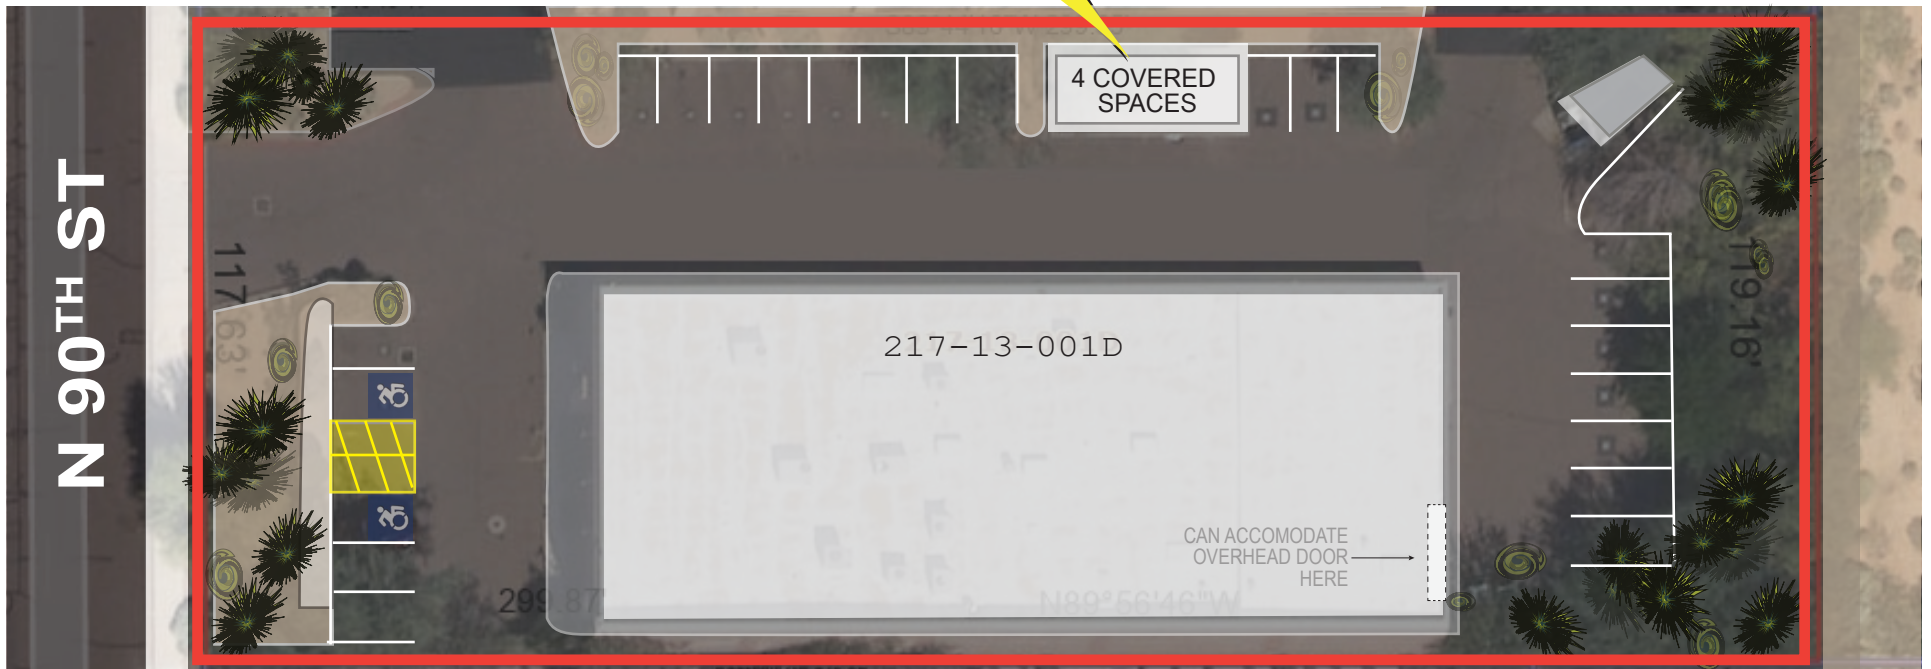 4 COVERED
SPACES
N 90TH ST
117.63'
119.16'
217-13-001D
CAN ACCOMODATE
OVERHEAD DOOR
HERE
299.87'
N89°56'46"W